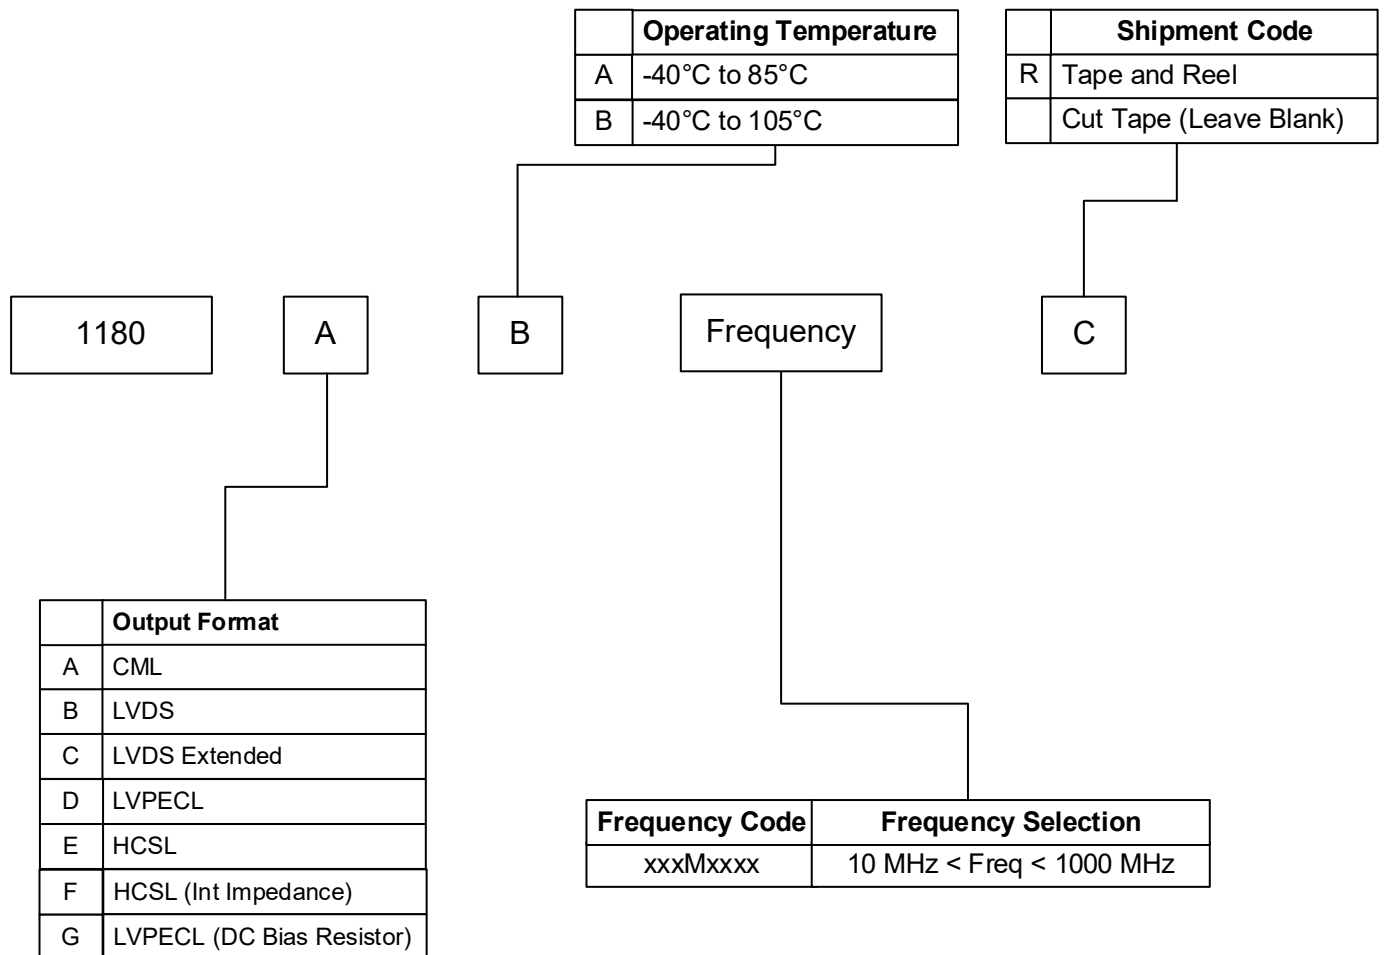 Operating Temperature
A -40°C to 85°C
B -40°C to 105°C
Shipment Code
R Tape and Reel
Cut Tape (Leave Blank)
1180
A
B
Frequency
C
Output Format
A CML
B LVDS
C LVDS Extended
D LVPECL
E HCSL
F HCSL (Int Impedance)
G LVPECL (DC Bias Resistor)
Frequency Code Frequency Selection
xxxMxxxx 10 MHz < Freq < 1000 MHz